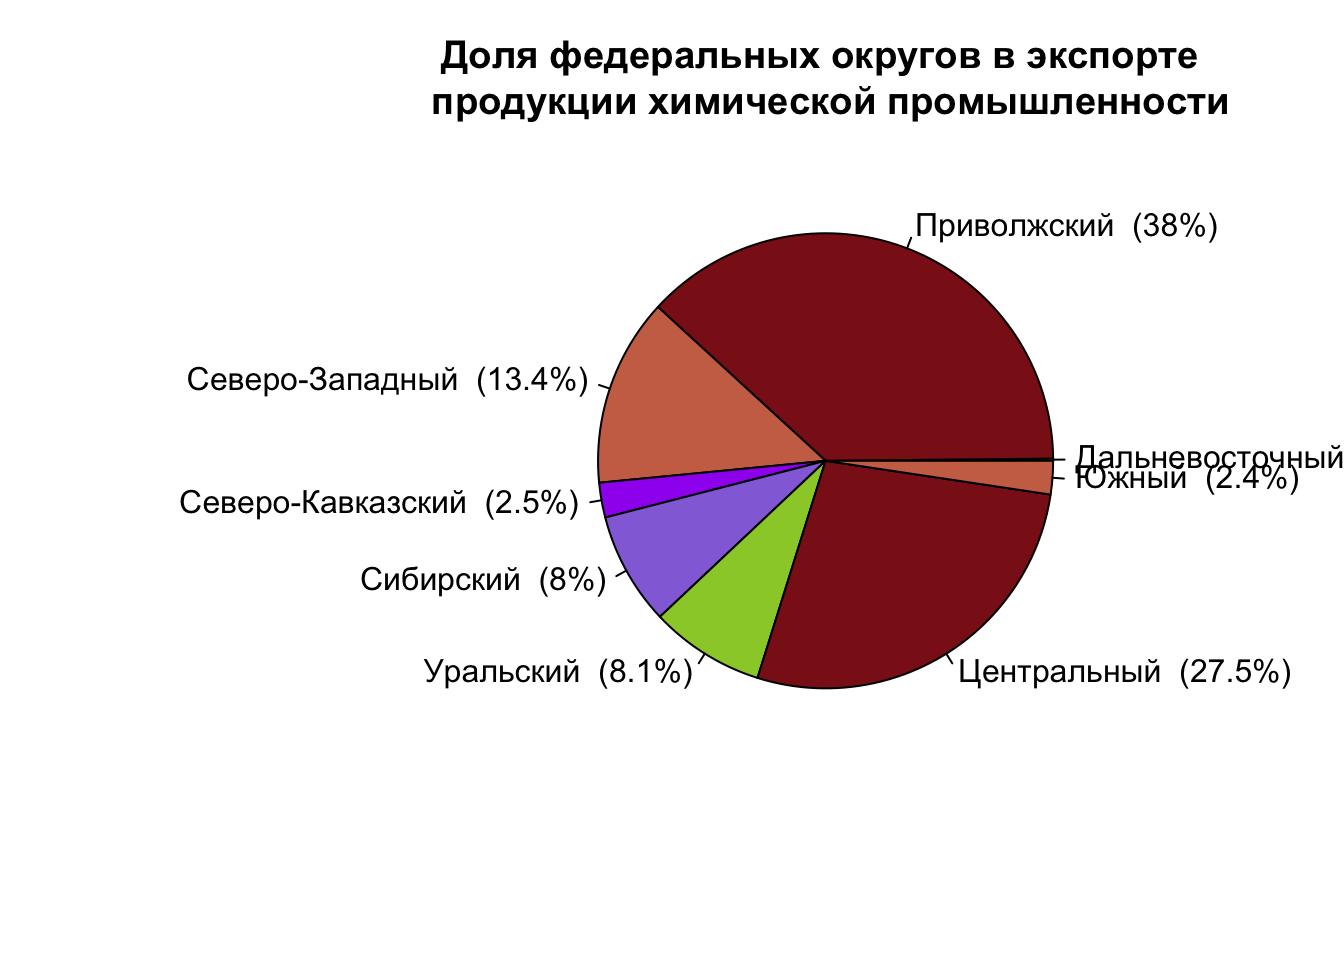 Доля федеральных округов в экспорте
продукции химической промышленности
Приволжский (38%)
Северо-Западный (13.4%)
Дальневосточный
Южный (2.4%)
Северо-Кавказский (2.5%)
Сибирский (8%)
Уральский (8.1%)
Центральный (27.5%)